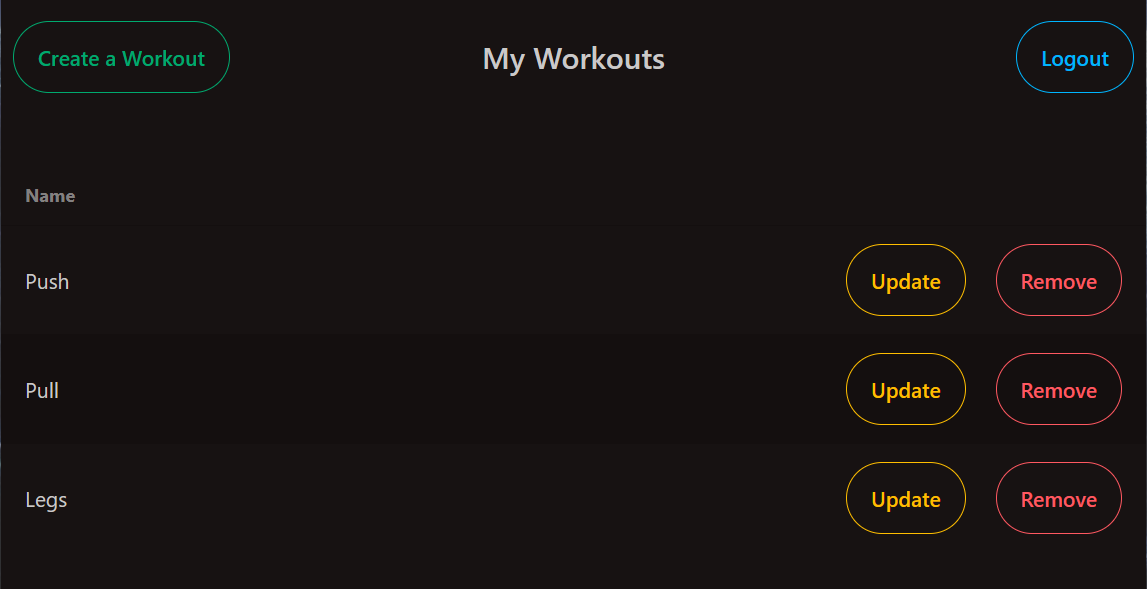 Create a Workout My Workouts Logout
Name
Push Update Remove
Pull Update Remove
Legs Update Remove